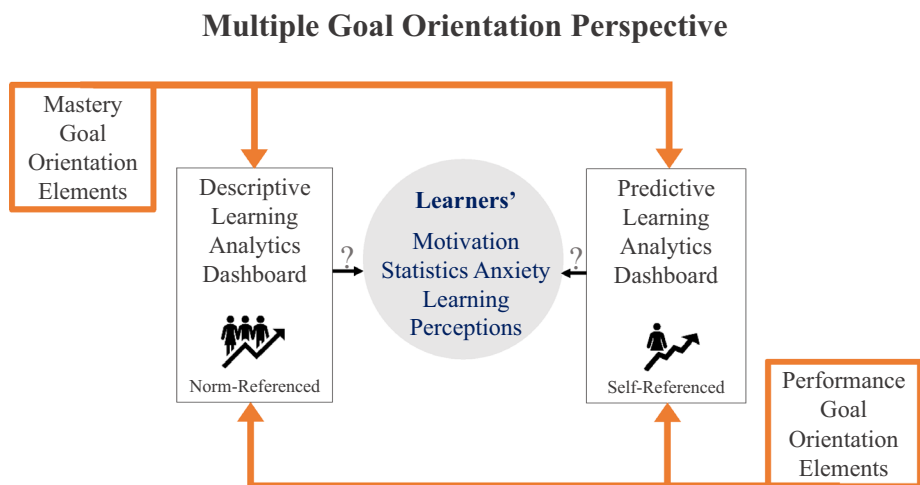 Multiple Goal Orientation Perspective
Mastery
Goal
Orientation
Elements
Descriptive
Learning
Analytics
Dashboard
Norm-Referenced
?
Learners’
Motivation
Statistics Anxiety
Learning
Perceptions
?
Predictive
Learning
Analytics
Dashboard
Self-Referenced
Performance
Goal
Orientation
Elements